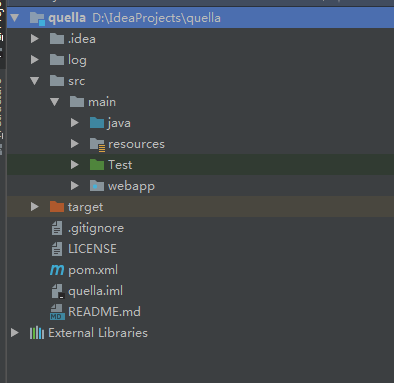 quella D:\IdeaProjects\quella
.idea
log
src
main
java
resources
Test
webapp
target
.gitignore
LICENSE
m pom.xml
quella.iml
MD README.md
External Libraries